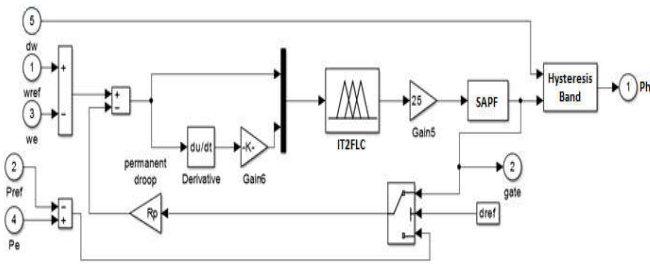 5
dw
1
wref
3
we
2
Pref
4
Pe
+
−
+
−
−
+
du/dt
Derivative
-K-
Gain6
permanent
droop
Rp
IT2FLC
25
Gain5
SAPF
Hysteresis
Band
1
Ph
2
gate
dref